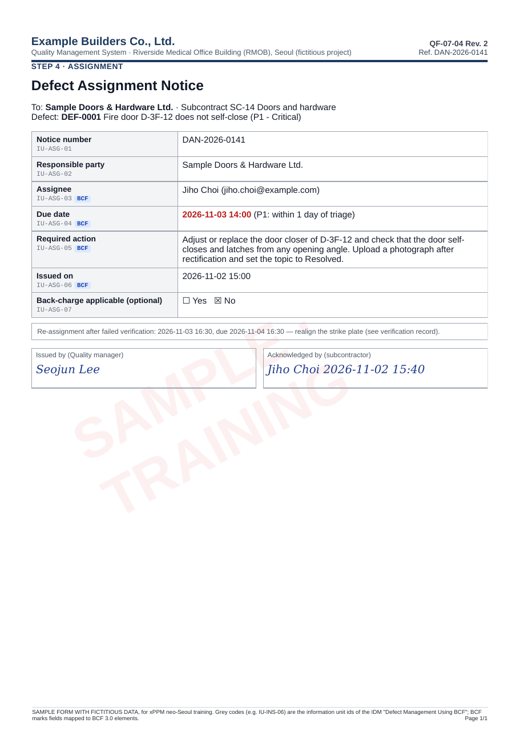 Example Builders Co., Ltd.
Quality Management System · Riverside Medical Office Building (RMOB), Seoul (fictitious project)
QF-07-04 Rev. 2
Ref. DAN-2026-0141
STEP 4 · ASSIGNMENT
Defect Assignment Notice
To: Sample Doors & Hardware Ltd. · Subcontract SC-14 Doors and hardware
Defect: DEF-0001 Fire door D-3F-12 does not self-close (P1 - Critical)
Notice number
IU-ASG-01
DAN-2026-0141
Responsible party
IU-ASG-02
Sample Doors & Hardware Ltd.
Assignee
IU-ASG-03 BCF
Jiho Choi (jiho.choi@example.com)
Due date
IU-ASG-04 BCF
2026-11-03 14:00 (P1: within 1 day of triage)
Required action
IU-ASG-05 BCF
Adjust or replace the door closer of D-3F-12 and check that the door self-
closes and latches from any opening angle. Upload a photograph after
rectification and set the topic to Resolved.
Issued on
IU-ASG-06 BCF
2026-11-02 15:00
Back-charge applicable (optional)
IU-ASG-07
☐ Yes ☒ No
Re-assignment after failed verification: 2026-11-03 16:30, due 2026-11-04 16:30 — realign the strike plate (see verification record).
Issued by (Quality manager)
Seojun Lee
Acknowledged by (subcontractor)
Jiho Choi 2026-11-02 15:40
SAMPLE
TRAINING
SAMPLE FORM WITH FICTITIOUS DATA, for xPPM neo-Seoul training. Grey codes (e.g. IU-INS-06) are the information unit ids of the IDM "Defect Management Using BCF"; BCF
marks fields mapped to BCF 3.0 elements.
Page 1/1